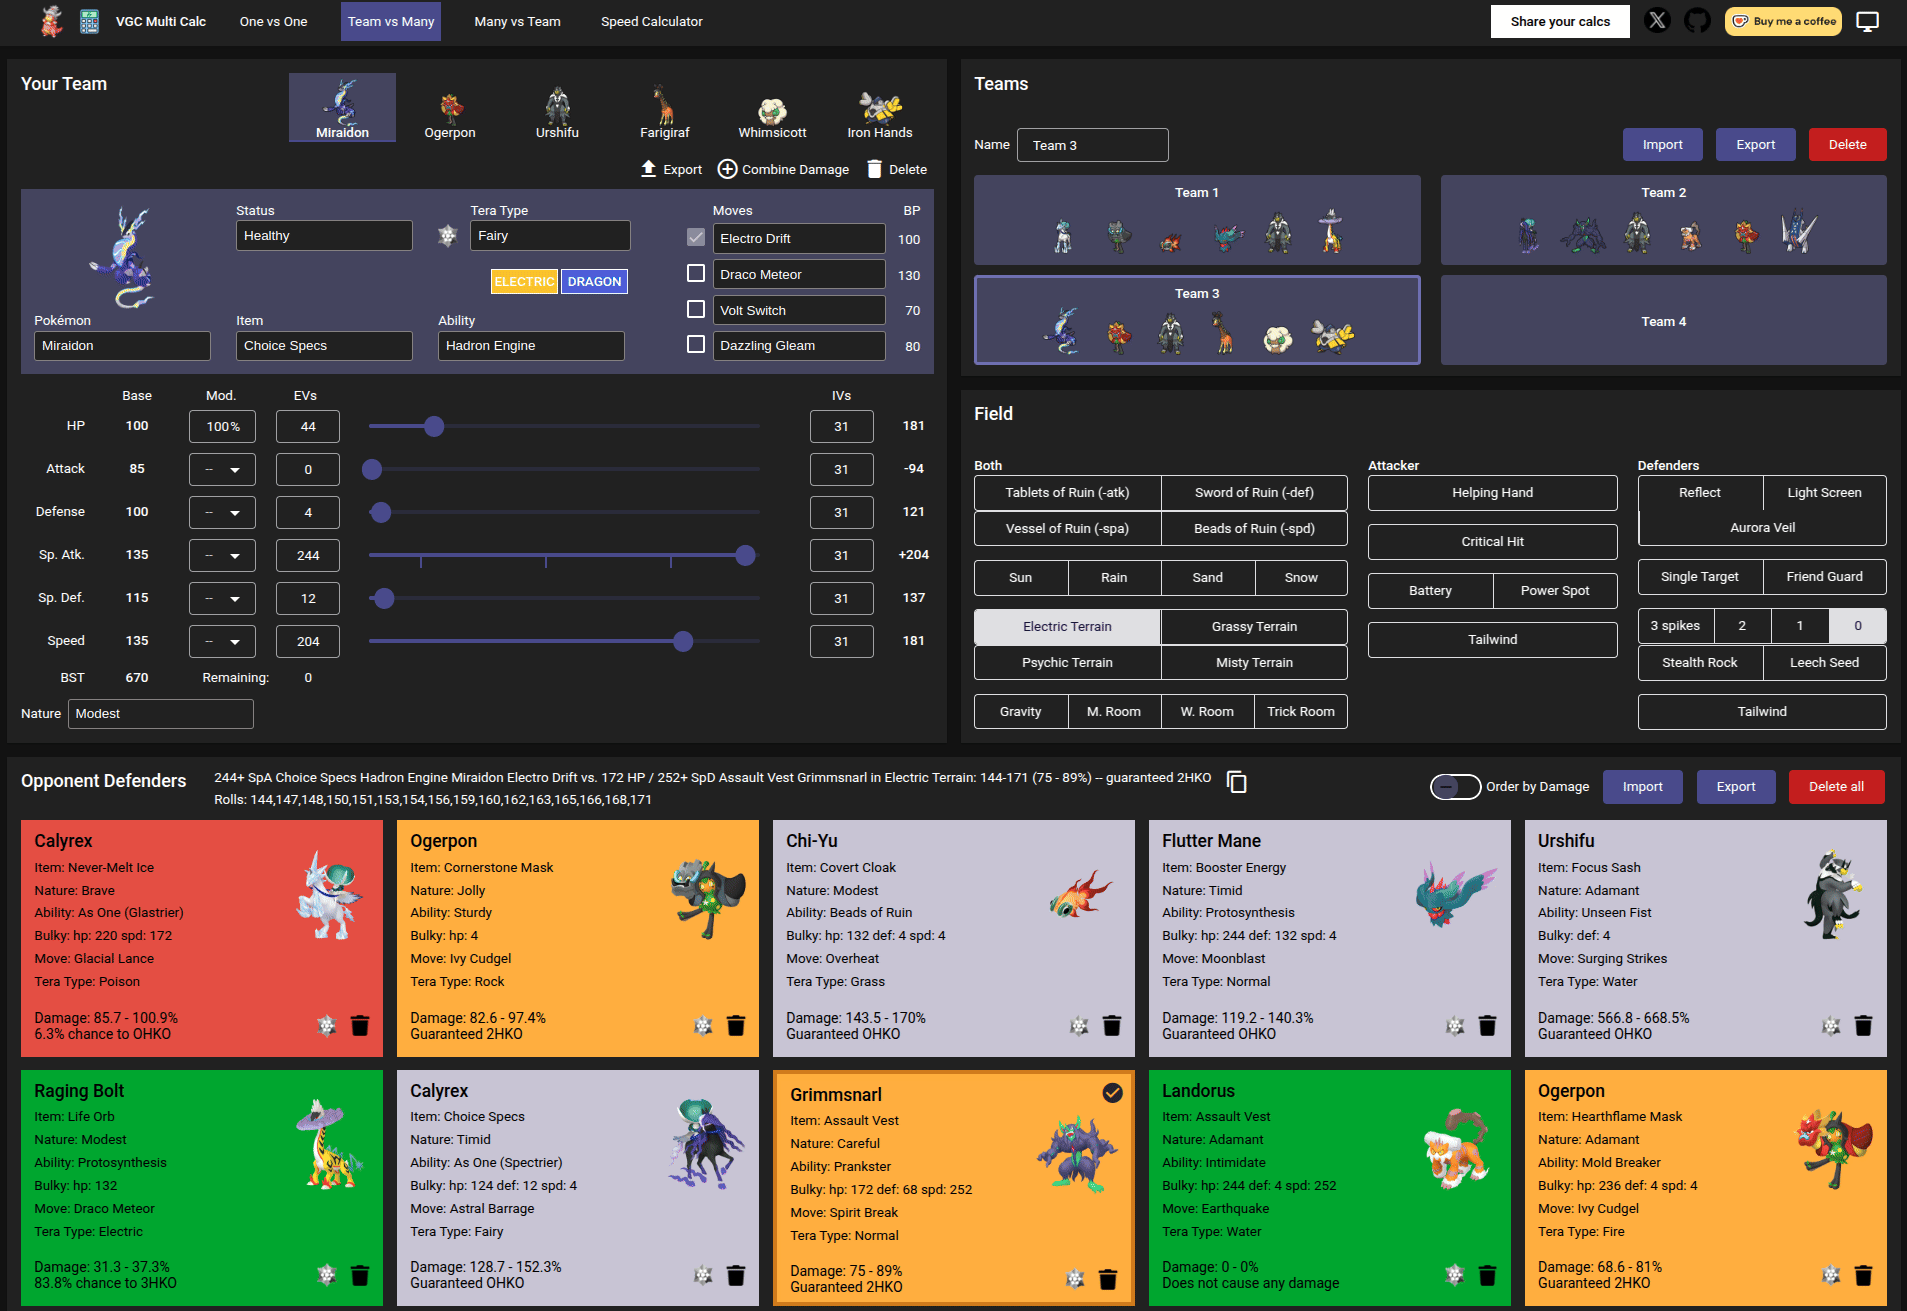 VGC Multi Calc
One vs One
Team vs Many
Many vs Team
Speed Calculator
Share your calcs
Buy me a coffee
Your Team
Miraidon
Ogerpon
Urshifu
Farigiraf
Whimsicott
Iron Hands
Export
Combine Damage
Delete
Status
Healthy
Tera Type
Fairy
ELECTRIC
DRAGON
Pokémon
Miraidon
Item
Choice Specs
Ability
Hadron Engine
Moves BP
Electro Drift 100
Draco Meteor 130
Volt Switch 70
Dazzling Gleam 80
Base Mod. EVs IVs
HP 100 100% 44 31 181
Attack 85 -- 0 31 -94
Defense 100 -- 4 31 121
Sp. Atk. 135 -- 244 31 +204
Sp. Def. 115 -- 12 31 137
Speed 135 -- 204 31 181
BST 670 Remaining: 0
Nature Modest
Teams
Name Team 3
Import
Export
Delete
Team 1
Team 2
Team 3
Team 4
Field
Both
Tablets of Ruin (-atk) Sword of Ruin (-def)
Vessel of Ruin (-spa) Beads of Ruin (-spd)
Sun Rain Sand Snow
Electric Terrain Grassy Terrain
Psychic Terrain Misty Terrain
Gravity M. Room W. Room Trick Room
Attacker
Helping Hand
Critical Hit
Battery Power Spot
Tailwind
Defenders
Reflect Light Screen
Aurora Veil
Single Target Friend Guard
3 spikes 2 1 0
Stealth Rock Leech Seed
Tailwind
Opponent Defenders
244+ SpA Choice Specs Hadron Engine Miraidon Electro Drift vs. 172 HP / 252+ SpD Assault Vest Grimmsnarl in Electric Terrain: 144-171 (75 - 89%) -- guaranteed 2HKO
Rolls: 144,147,148,150,151,153,154,156,159,160,162,163,165,166,168,171
Order by Damage
Import
Export
Delete all
Calyrex
Item: Never-Melt Ice
Nature: Brave
Ability: As One (Glastrier)
Bulky: hp: 220 spd: 172
Move: Glacial Lance
Tera Type: Poison
Damage: 85.7 - 100.9%
6.3% chance to OHKO
Ogerpon
Item: Cornerstone Mask
Nature: Jolly
Ability: Sturdy
Bulky: hp: 4
Move: Ivy Cudgel
Tera Type: Rock
Damage: 82.6 - 97.4%
Guaranteed 2HKO
Chi-Yu
Item: Covert Cloak
Nature: Modest
Ability: Beads of Ruin
Bulky: hp: 132 def: 4 spd: 4
Move: Overheat
Tera Type: Grass
Damage: 143.5 - 170%
Guaranteed OHKO
Flutter Mane
Item: Booster Energy
Nature: Timid
Ability: Protosynthesis
Bulky: hp: 244 def: 132 spd: 4
Move: Moonblast
Tera Type: Normal
Damage: 119.2 - 140.3%
Guaranteed OHKO
Urshifu
Item: Focus Sash
Nature: Adamant
Ability: Unseen Fist
Bulky: def: 4
Move: Surging Strikes
Tera Type: Water
Damage: 566.8 - 668.5%
Guaranteed OHKO
Raging Bolt
Item: Life Orb
Nature: Modest
Ability: Protosynthesis
Bulky: hp: 132
Move: Draco Meteor
Tera Type: Electric
Damage: 31.3 - 37.3%
83.8% chance to 3HKO
Calyrex
Item: Choice Specs
Nature: Timid
Ability: As One (Spectrier)
Bulky: hp: 124 def: 12 spd: 4
Move: Astral Barrage
Tera Type: Fairy
Damage: 128.7 - 152.3%
Guaranteed OHKO
Grimmsnarl
Item: Assault Vest
Nature: Careful
Ability: Prankster
Bulky: hp: 172 def: 68 spd: 252
Move: Spirit Break
Tera Type: Normal
Damage: 75 - 89%
Guaranteed 2HKO
Landorus
Item: Assault Vest
Nature: Adamant
Ability: Intimidate
Bulky: hp: 244 def: 4 spd: 252
Move: Earthquake
Tera Type: Water
Damage: 0 - 0%
Does not cause any damage
Ogerpon
Item: Hearthflame Mask
Nature: Adamant
Ability: Mold Breaker
Bulky: hp: 236 def: 4 spd: 4
Move: Ivy Cudgel
Tera Type: Fire
Damage: 68.6 - 81%
Guaranteed 2HKO